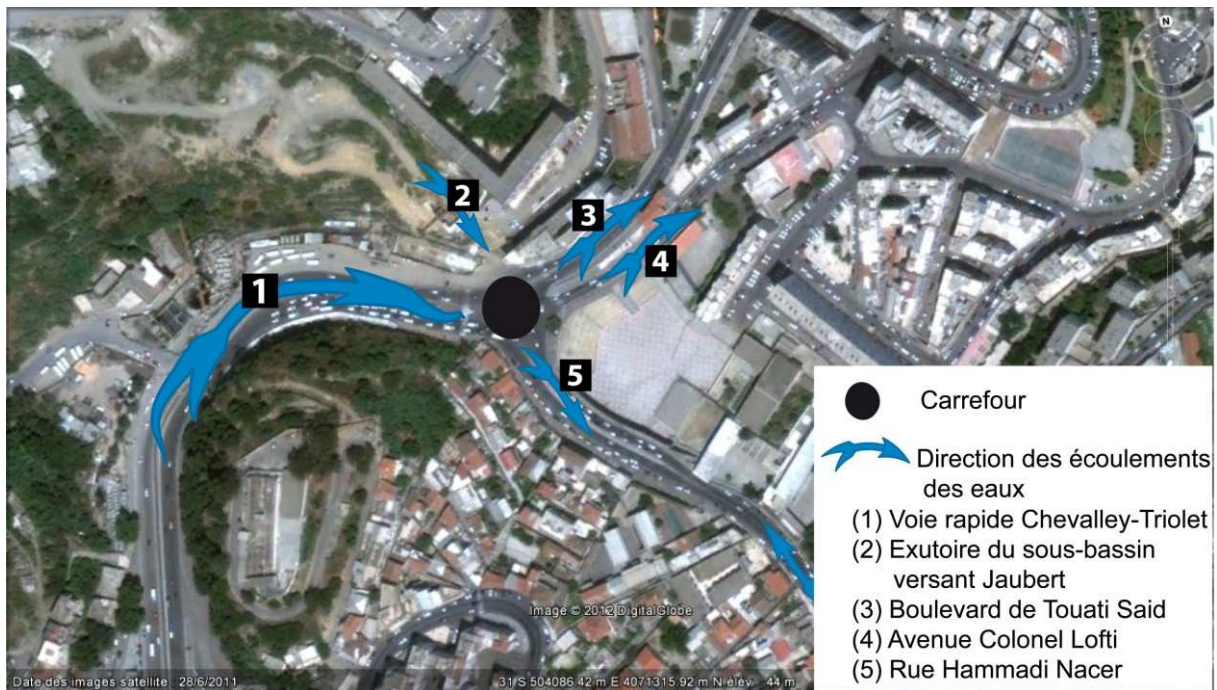 N
2
3
4
1
5
Carrefour
Direction des écoulements
des eaux
(1) Voie rapide Chevalley-Triolet
(2) Exutoire du sous-bassin
versant Jaubert
(3) Boulevard de Touati Said
(4) Avenue Colonel Lofti
(5) Rue Hammadi Nacer
Image © 2012 DigitalGlobe
Date des images satellite 28/6/2011
31 S 504086.42 m E 4071315.92 m N élév. 44 m